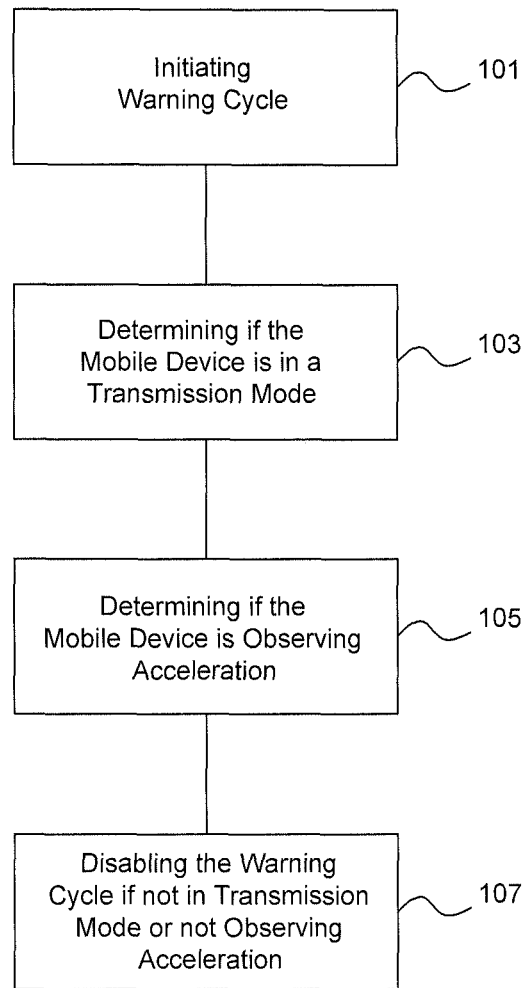 Initiating
Warning Cycle
101
Determining if the
Mobile Device is in a
Transmission Mode
103
Determining if the
Mobile Device is Observing
Acceleration
105
Disabling the Warning
Cycle if not in Transmission
Mode or not Observing
Acceleration
107